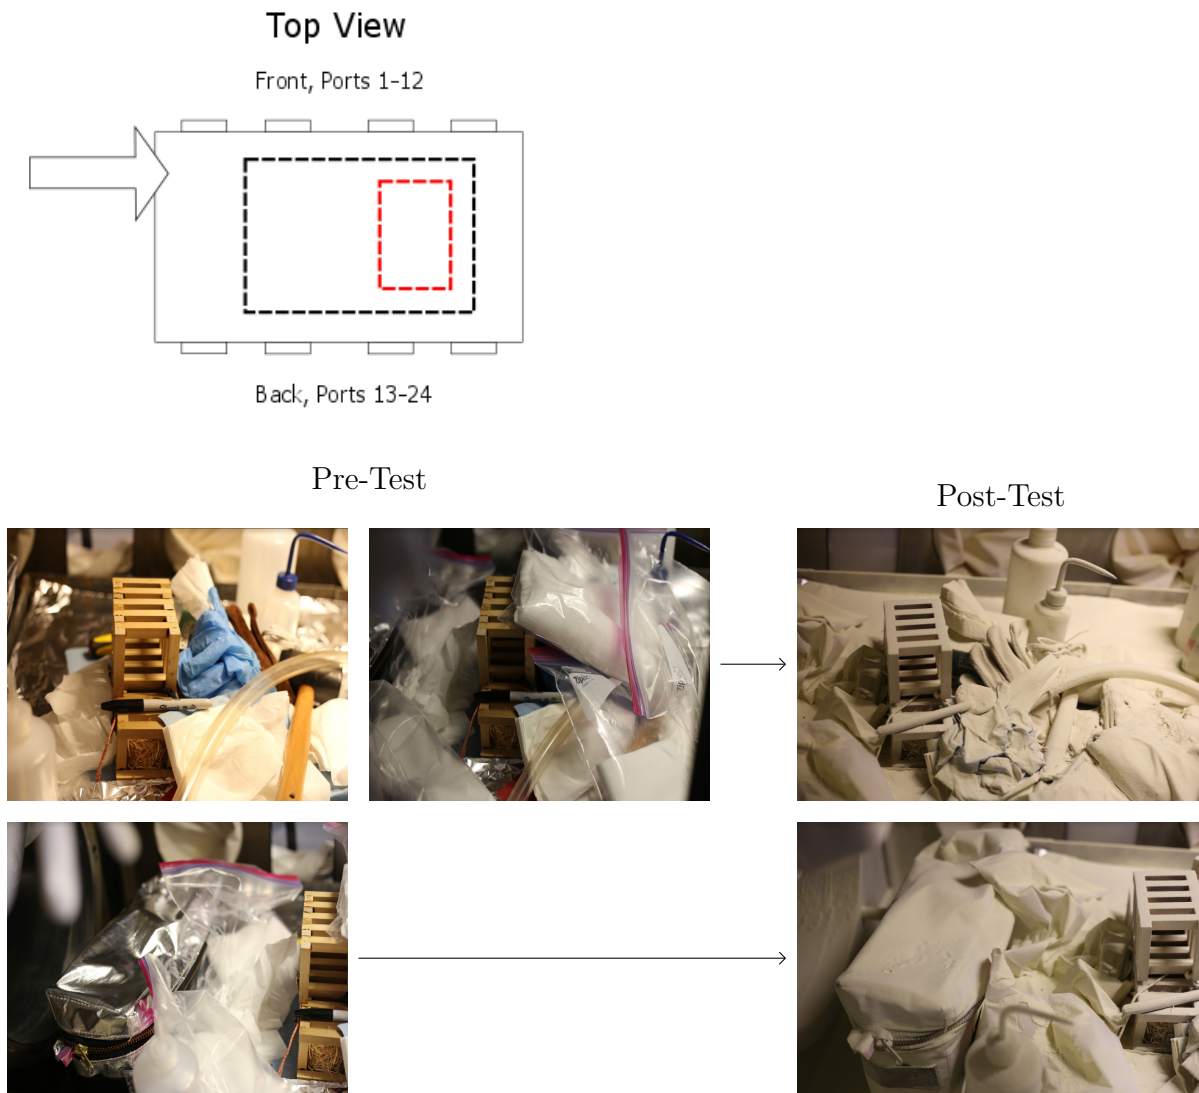 Top View
Front, Ports 1-12
Back, Ports 13-24
Pre-Test
Post-Test